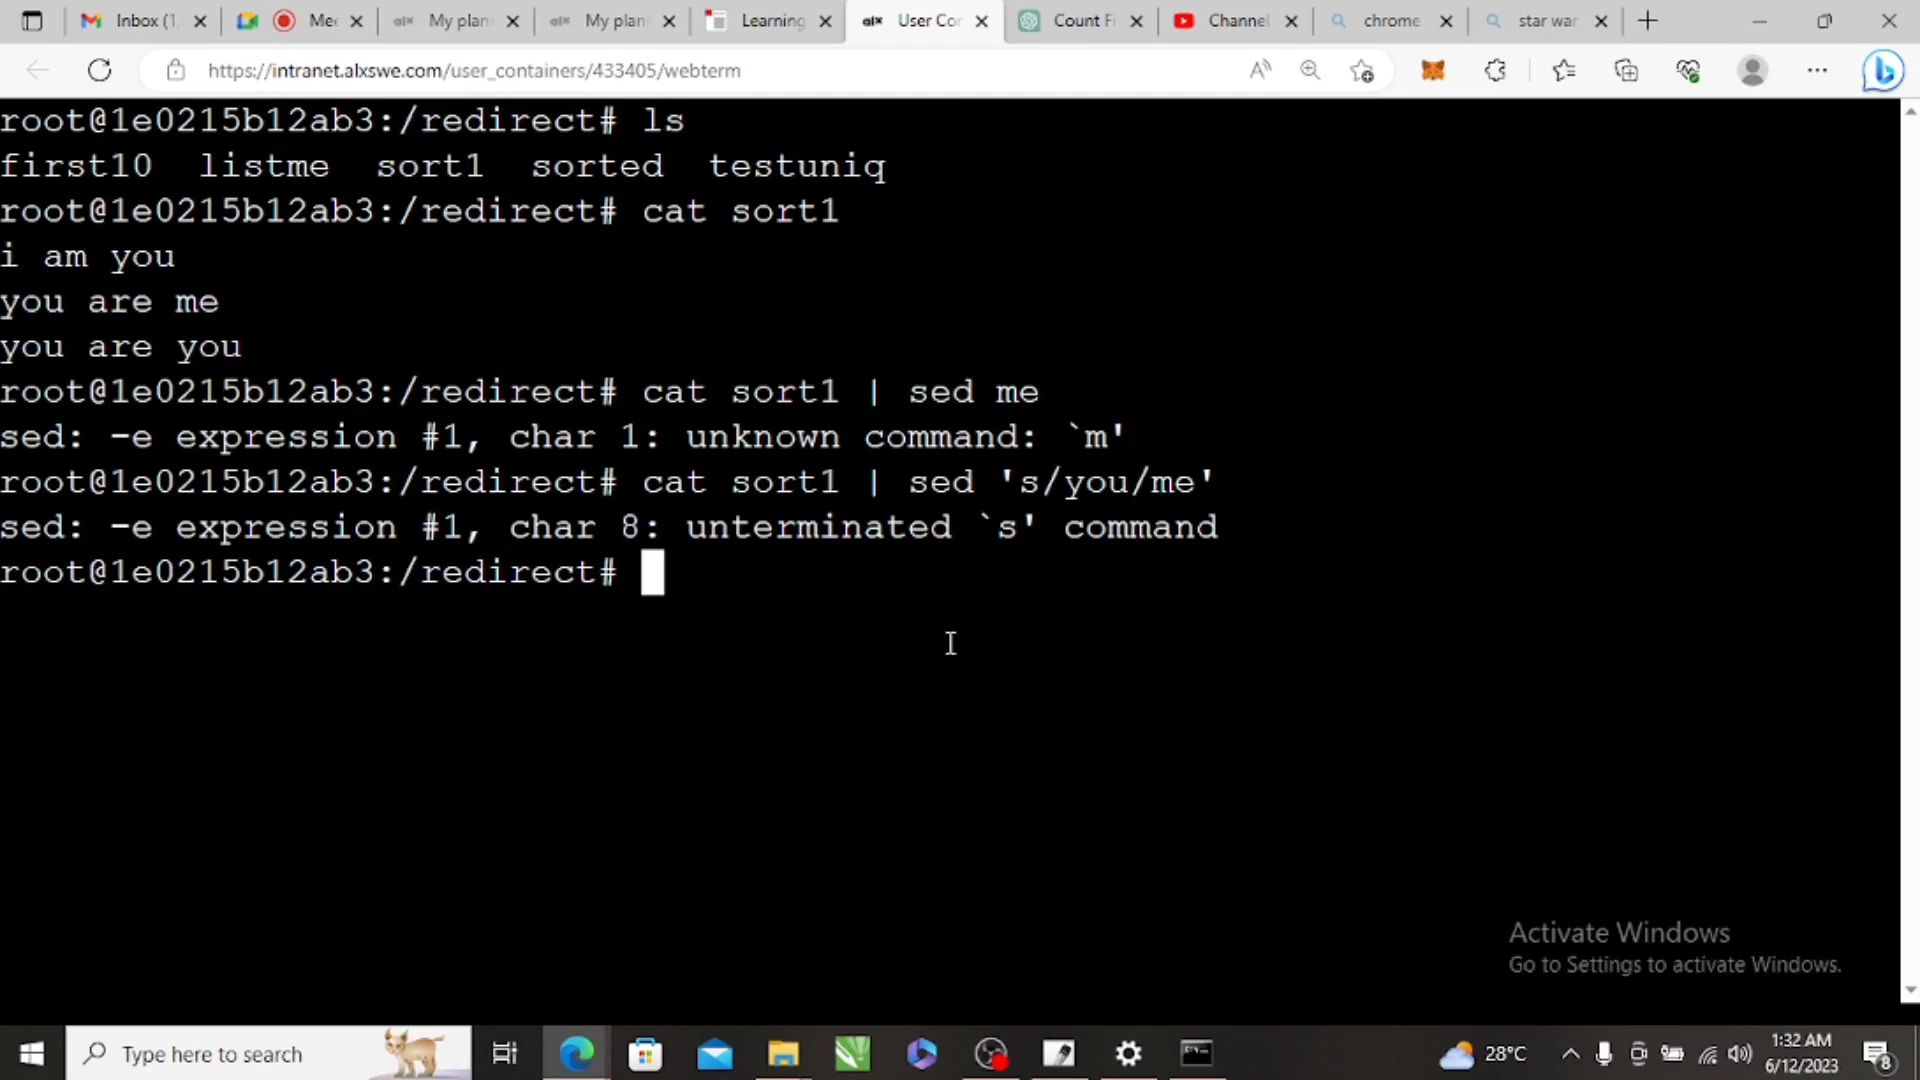 Inbox (1,
Me
My plan
My plan
Learning
User Co
Count Fi
Channel
chrome
star war
https://intranet.alxswe.com/user_containers/433405/webterm
root@1e0215b12ab3:/redirect# ls
first10 listme sort1 sorted testuniq
root@1e0215b12ab3:/redirect# cat sort1
i am you
you are me
you are you
root@1e0215b12ab3:/redirect# cat sort1 | sed me
sed: -e expression #1, char 1: unknown command: `m'
root@1e0215b12ab3:/redirect# cat sort1 | sed 's/you/me'
sed: -e expression #1, char 8: unterminated `s' command
root@1e0215b12ab3:/redirect#
Activate Windows
Go to Settings to activate Windows.
Type here to search
28°C
1:32 AM
6/12/2023
8